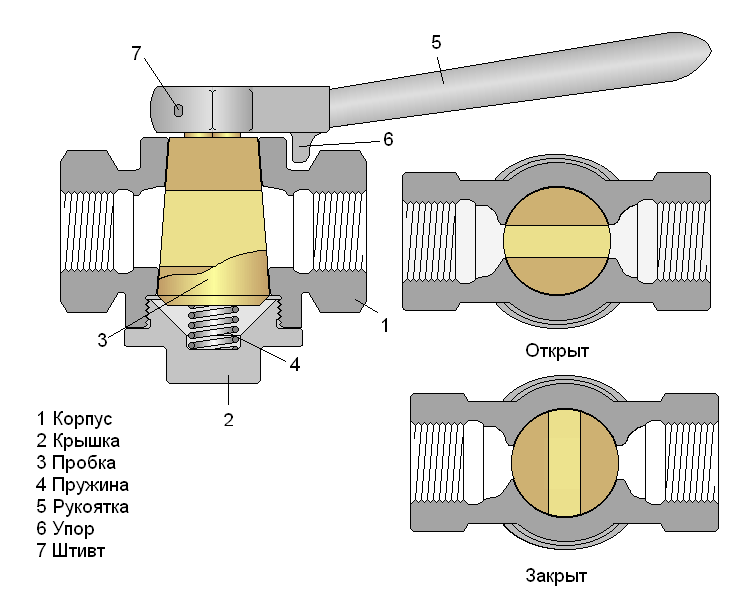 5
7
6
1
3
4
2
Открыт
1 Корпус
2 Крышка
3 Пробка
4 Пружина
5 Рукоятка
6 Упор
7 Штивт
Закрыт